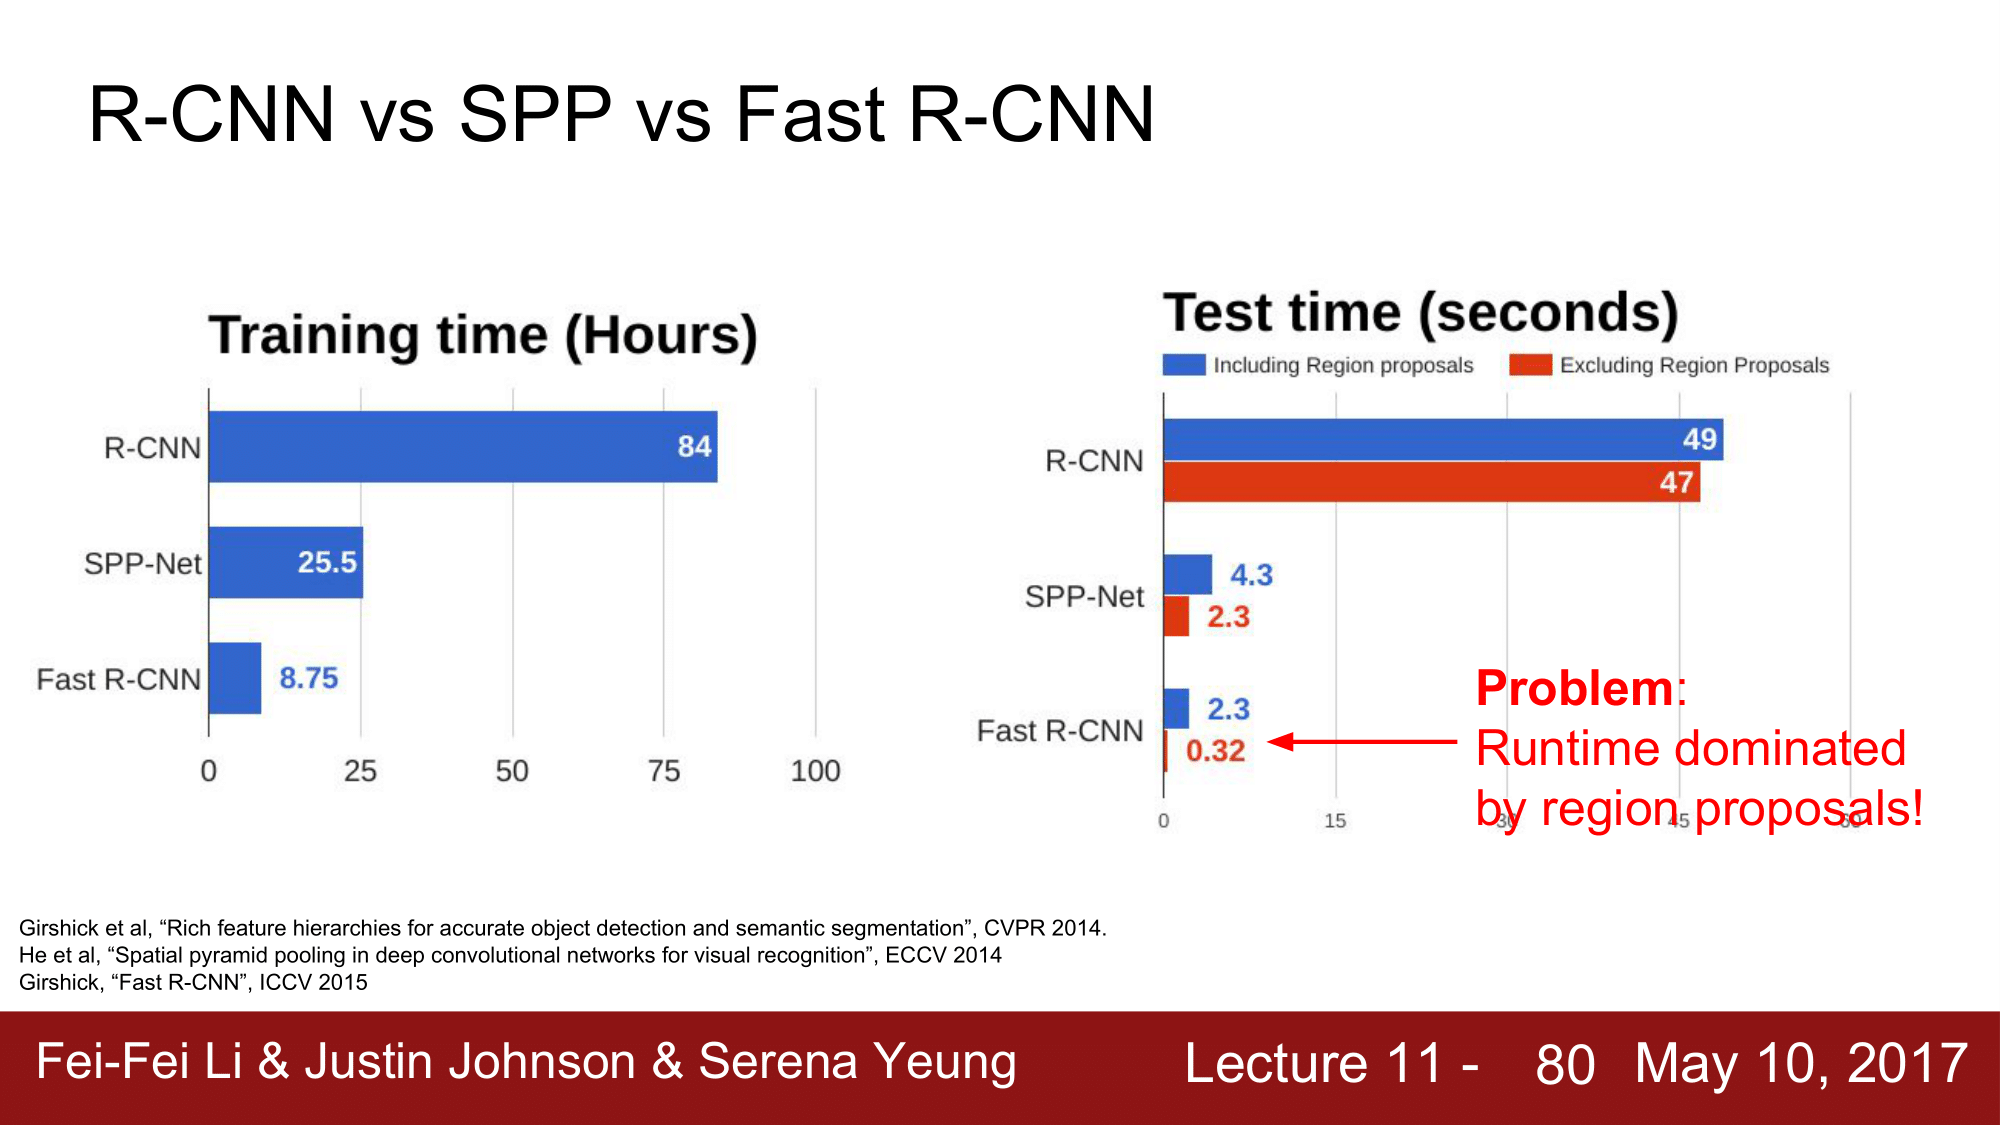 R-CNN vs SPP vs Fast R-CNN
Training time (Hours)
R-CNN
84
SPP-Net
25.5
Fast R-CNN
8.75
0 25 50 75 100
Test time (seconds)
Including Region proposals Excluding Region Proposals
R-CNN
49
47
SPP-Net
4.3
2.3
Fast R-CNN
2.3
0.32
0 15 30 45 60
Problem:
Runtime dominated
by region proposals!
Girshick et al, “Rich feature hierarchies for accurate object detection and semantic segmentation”, CVPR 2014.
He et al, “Spatial pyramid pooling in deep convolutional networks for visual recognition”, ECCV 2014
Girshick, “Fast R-CNN”, ICCV 2015
Fei-Fei Li & Justin Johnson & Serena Yeung Lecture 11 - 80 May 10, 2017